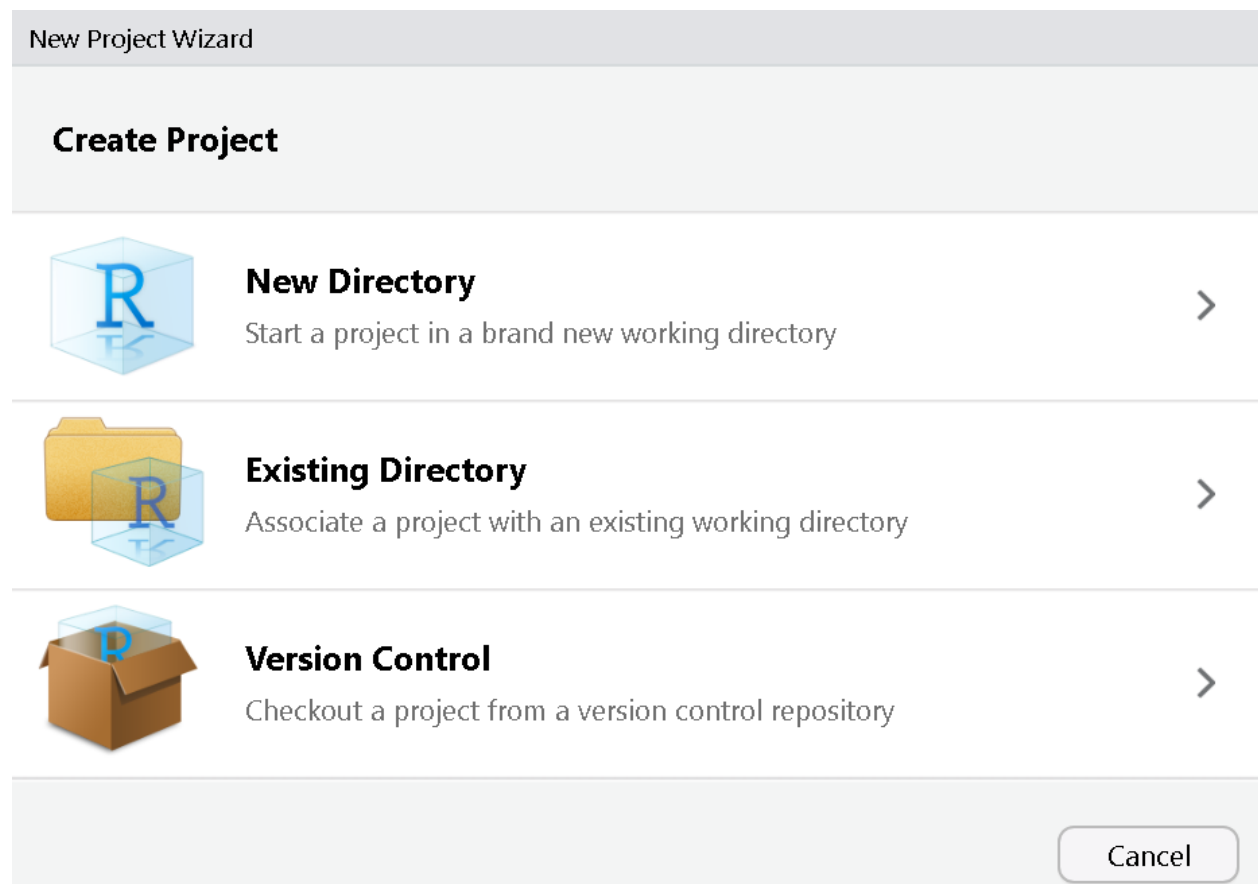 New Project Wizard
Create Project
R
New Directory
Start a project in a brand new working directory
R
Existing Directory
Associate a project with an existing working directory
R
Version Control
Checkout a project from a version control repository
Cancel